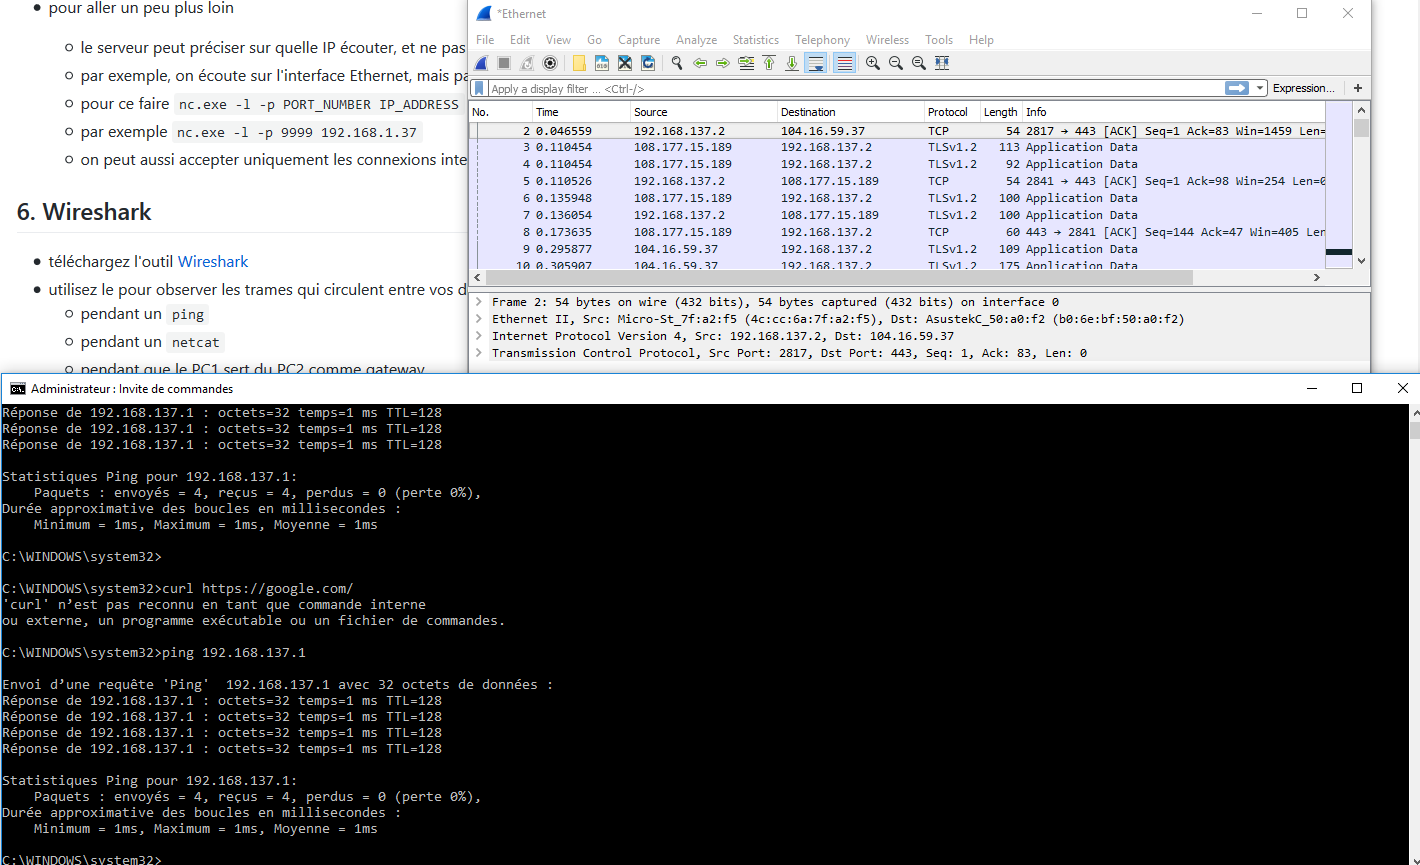 pour aller un peu plus loin
le serveur peut préciser sur quelle IP écouter, et ne pas
par exemple, on écoute sur l'interface Ethernet, mais pa
pour ce faire nc.exe -l -p PORT_NUMBER IP_ADDRESS
par exemple nc.exe -l -p 9999 192.168.1.37
on peut aussi accepter uniquement les connexions inte
6. Wireshark
téléchargez l'outil Wireshark
utilisez le pour observer les trames qui circulent entre vos d
pendant un ping
pendant un netcat
pendant que le PC1 sert du PC2 comme gateway
*Ethernet
File Edit View Go Capture Analyze Statistics Telephony Wireless Tools Help
Apply a display filter ... <Ctrl-/> Expression... +
No. Time Source Destination Protocol Length Info
2 0.046559 192.168.137.2 104.16.59.37 TCP 54 2817 → 443 [ACK] Seq=1 Ack=83 Win=1459 Len=
3 0.110454 108.177.15.189 192.168.137.2 TLSv1.2 113 Application Data
4 0.110454 108.177.15.189 192.168.137.2 TLSv1.2 92 Application Data
5 0.110526 192.168.137.2 108.177.15.189 TCP 54 2841 → 443 [ACK] Seq=1 Ack=98 Win=254 Len=0
6 0.135948 108.177.15.189 192.168.137.2 TLSv1.2 100 Application Data
7 0.136054 192.168.137.2 108.177.15.189 TLSv1.2 100 Application Data
8 0.173635 108.177.15.189 192.168.137.2 TCP 60 443 → 2841 [ACK] Seq=144 Ack=47 Win=405 Len
9 0.295877 104.16.59.37 192.168.137.2 TLSv1.2 109 Application Data
10 0.305907 104.16.59.37 192.168.137.2 TLSv1.2 175 Application Data
Frame 2: 54 bytes on wire (432 bits), 54 bytes captured (432 bits) on interface 0
Ethernet II, Src: Micro-St_7f:a2:f5 (4c:cc:6a:7f:a2:f5), Dst: AsustekC_50:a0:f2 (b0:6e:bf:50:a0:f2)
Internet Protocol Version 4, Src: 192.168.137.2, Dst: 104.16.59.37
Transmission Control Protocol, Src Port: 2817, Dst Port: 443, Seq: 1, Ack: 83, Len: 0
Administrateur : Invite de commandes
Réponse de 192.168.137.1 : octets=32 temps=1 ms TTL=128
Réponse de 192.168.137.1 : octets=32 temps=1 ms TTL=128
Réponse de 192.168.137.1 : octets=32 temps=1 ms TTL=128
Statistiques Ping pour 192.168.137.1:
Paquets : envoyés = 4, reçus = 4, perdus = 0 (perte 0%),
Durée approximative des boucles en millisecondes :
Minimum = 1ms, Maximum = 1ms, Moyenne = 1ms
C:\WINDOWS\system32>
C:\WINDOWS\system32>curl https://google.com/
'curl' n’est pas reconnu en tant que commande interne
ou externe, un programme exécutable ou un fichier de commandes.
C:\WINDOWS\system32>ping 192.168.137.1
Envoi d’une requête 'Ping'  192.168.137.1 avec 32 octets de données :
Réponse de 192.168.137.1 : octets=32 temps=1 ms TTL=128
Réponse de 192.168.137.1 : octets=32 temps=1 ms TTL=128
Réponse de 192.168.137.1 : octets=32 temps=1 ms TTL=128
Réponse de 192.168.137.1 : octets=32 temps=1 ms TTL=128
Statistiques Ping pour 192.168.137.1:
Paquets : envoyés = 4, reçus = 4, perdus = 0 (perte 0%),
Durée approximative des boucles en millisecondes :
Minimum = 1ms, Maximum = 1ms, Moyenne = 1ms
C:\WINDOWS\system32>